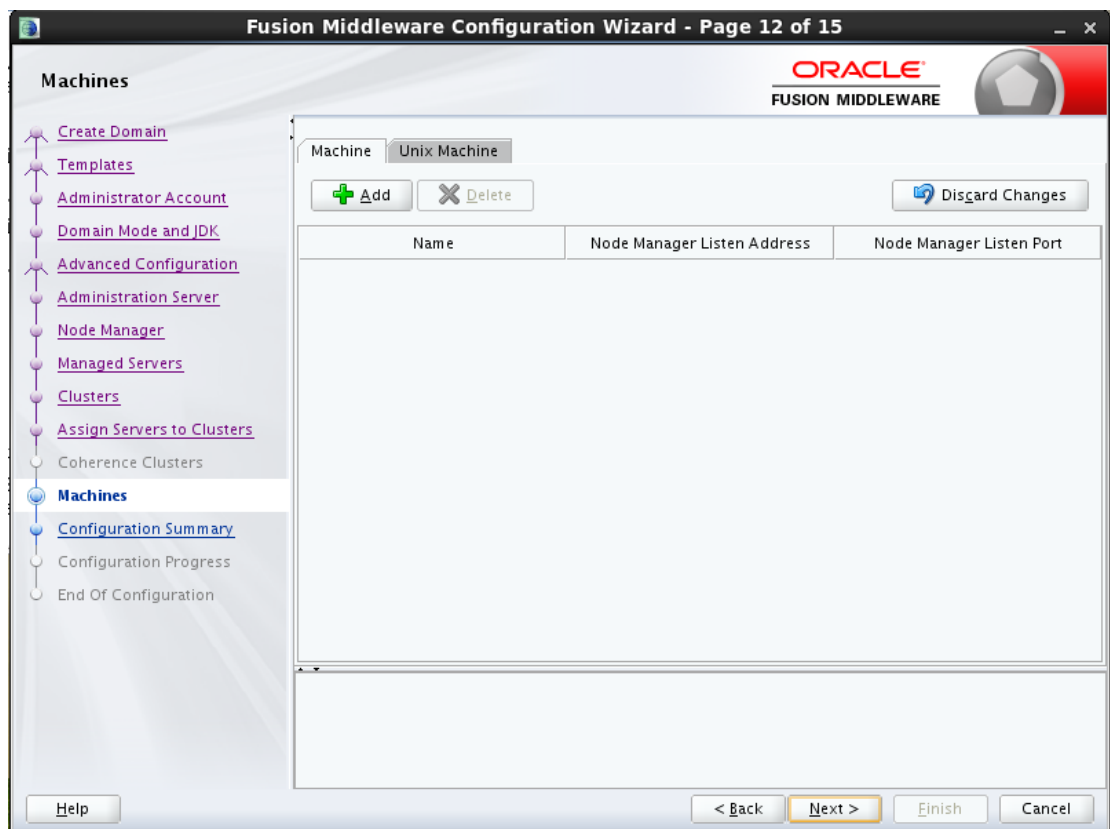 Fusion Middleware Configuration Wizard - Page 12 of 15
Machines
ORACLE
FUSION MIDDLEWARE
Create Domain
Templates
Administrator Account
Domain Mode and JDK
Advanced Configuration
Administration Server
Node Manager
Managed Servers
Clusters
Assign Servers to Clusters
Coherence Clusters
Machines
Configuration Summary
Configuration Progress
End Of Configuration
Machine Unix Machine
Add Delete Discard Changes
Name Node Manager Listen Address Node Manager Listen Port
Help < Back Next > Finish Cancel